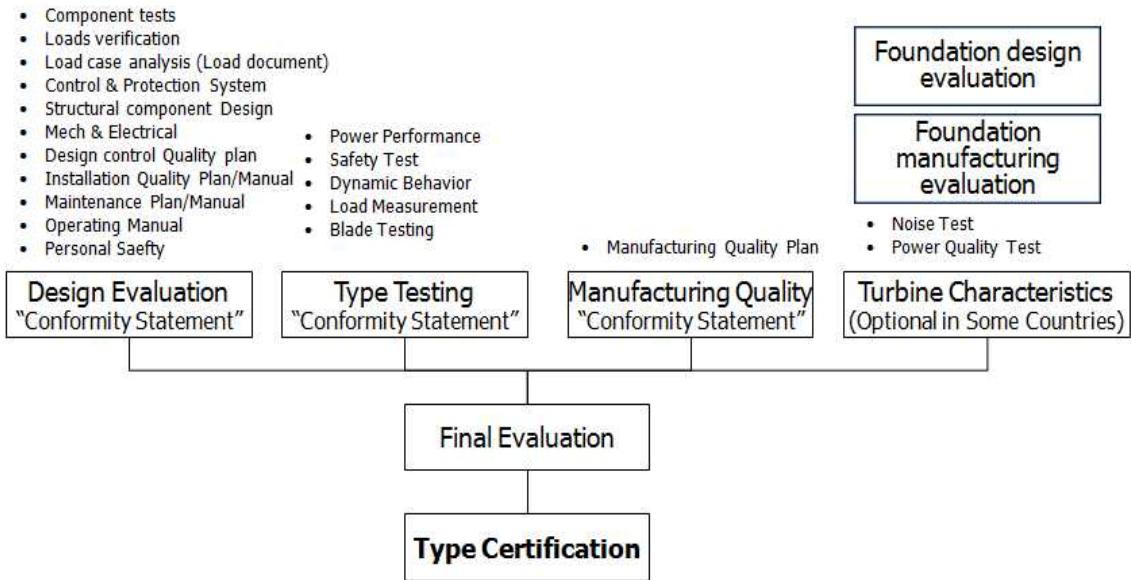 • Component tests
• Loads verification
• Load case analysis (Load document)
• Control & Protection System
• Structural component Design
• Mech & Electrical
• Design control Quality plan
• Installation Quality Plan/Manual
• Maintenance Plan/Manual
• Operating Manual
• Personal Saefty
Design Evaluation
“Conformity Statement”
• Power Performance
• Safety Test
• Dynamic Behavior
• Load Measurement
• Blade Testing
Type Testing
“Conformity Statement”
• Manufacturing Quality Plan
Manufacturing Quality
“Conformity Statement”
Foundation design
evaluation
Foundation
manufacturing
evaluation
• Noise Test
• Power Quality Test
Turbine Characteristics
(Optional in Some Countries)
Final Evaluation
Type Certification